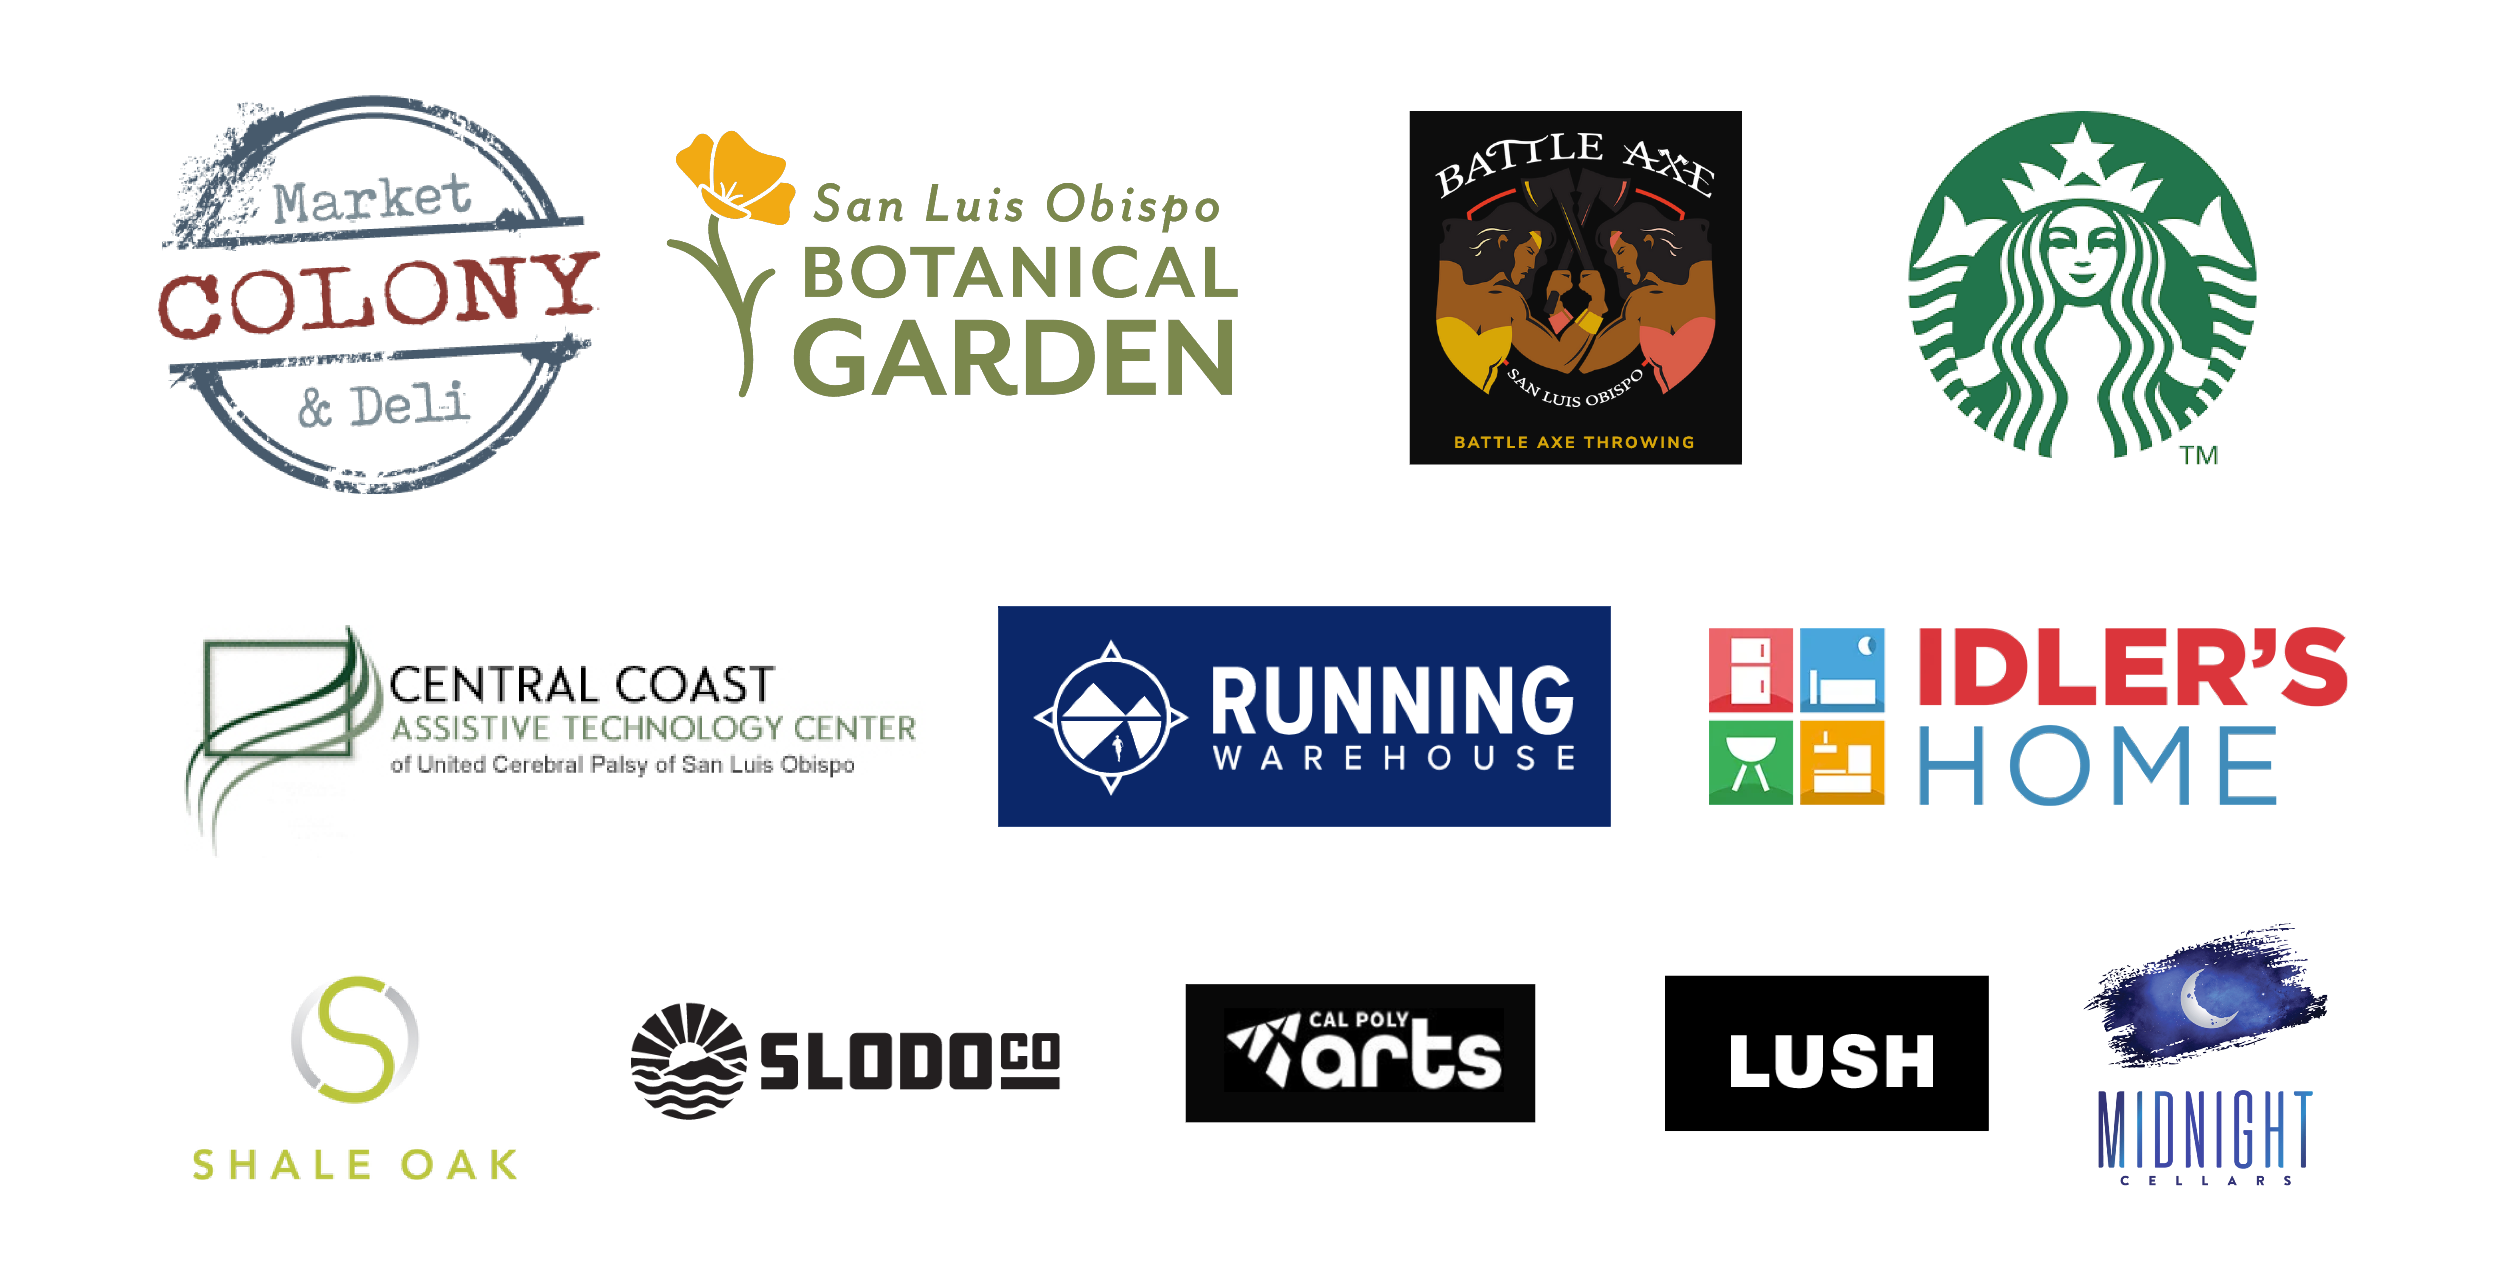 Market
COLONY
& Deli
San Luis Obispo
BOTANICAL
GARDEN
BATTLE AXE
SAN LUIS OBISPO
BATTLE AXE THROWING
TM
CENTRAL COAST
ASSISTIVE TECHNOLOGY CENTER
of United Cerebral Palsy of San Luis Obispo
RUNNING
WAREHOUSE
IDLER'S
HOME
S
SHALE OAK
SLODOCO
CAL POLY
arts
LUSH
MIDNIGHT
CELLARS